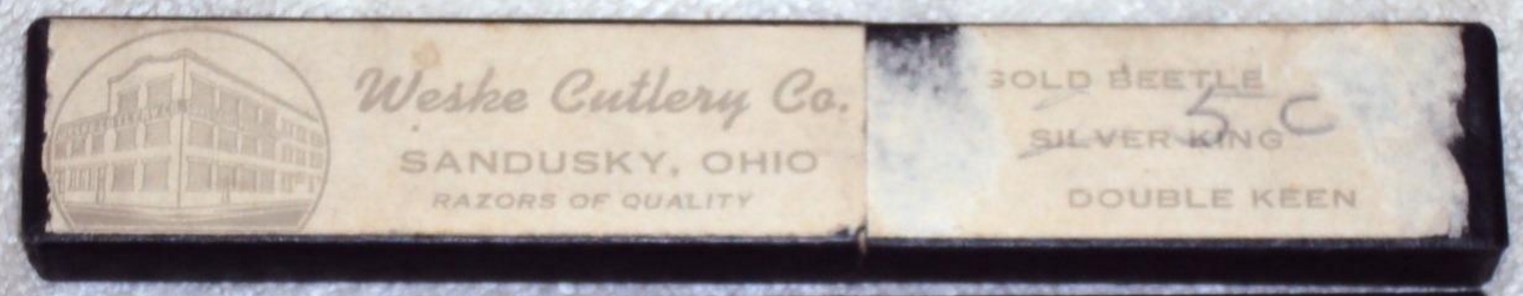 Weske Cutlery Co.
SANDUSKY, OHIO
RAZORS OF QUALITY
GOLD BEETLE
5 C
SILVER KING
DOUBLE KEEN